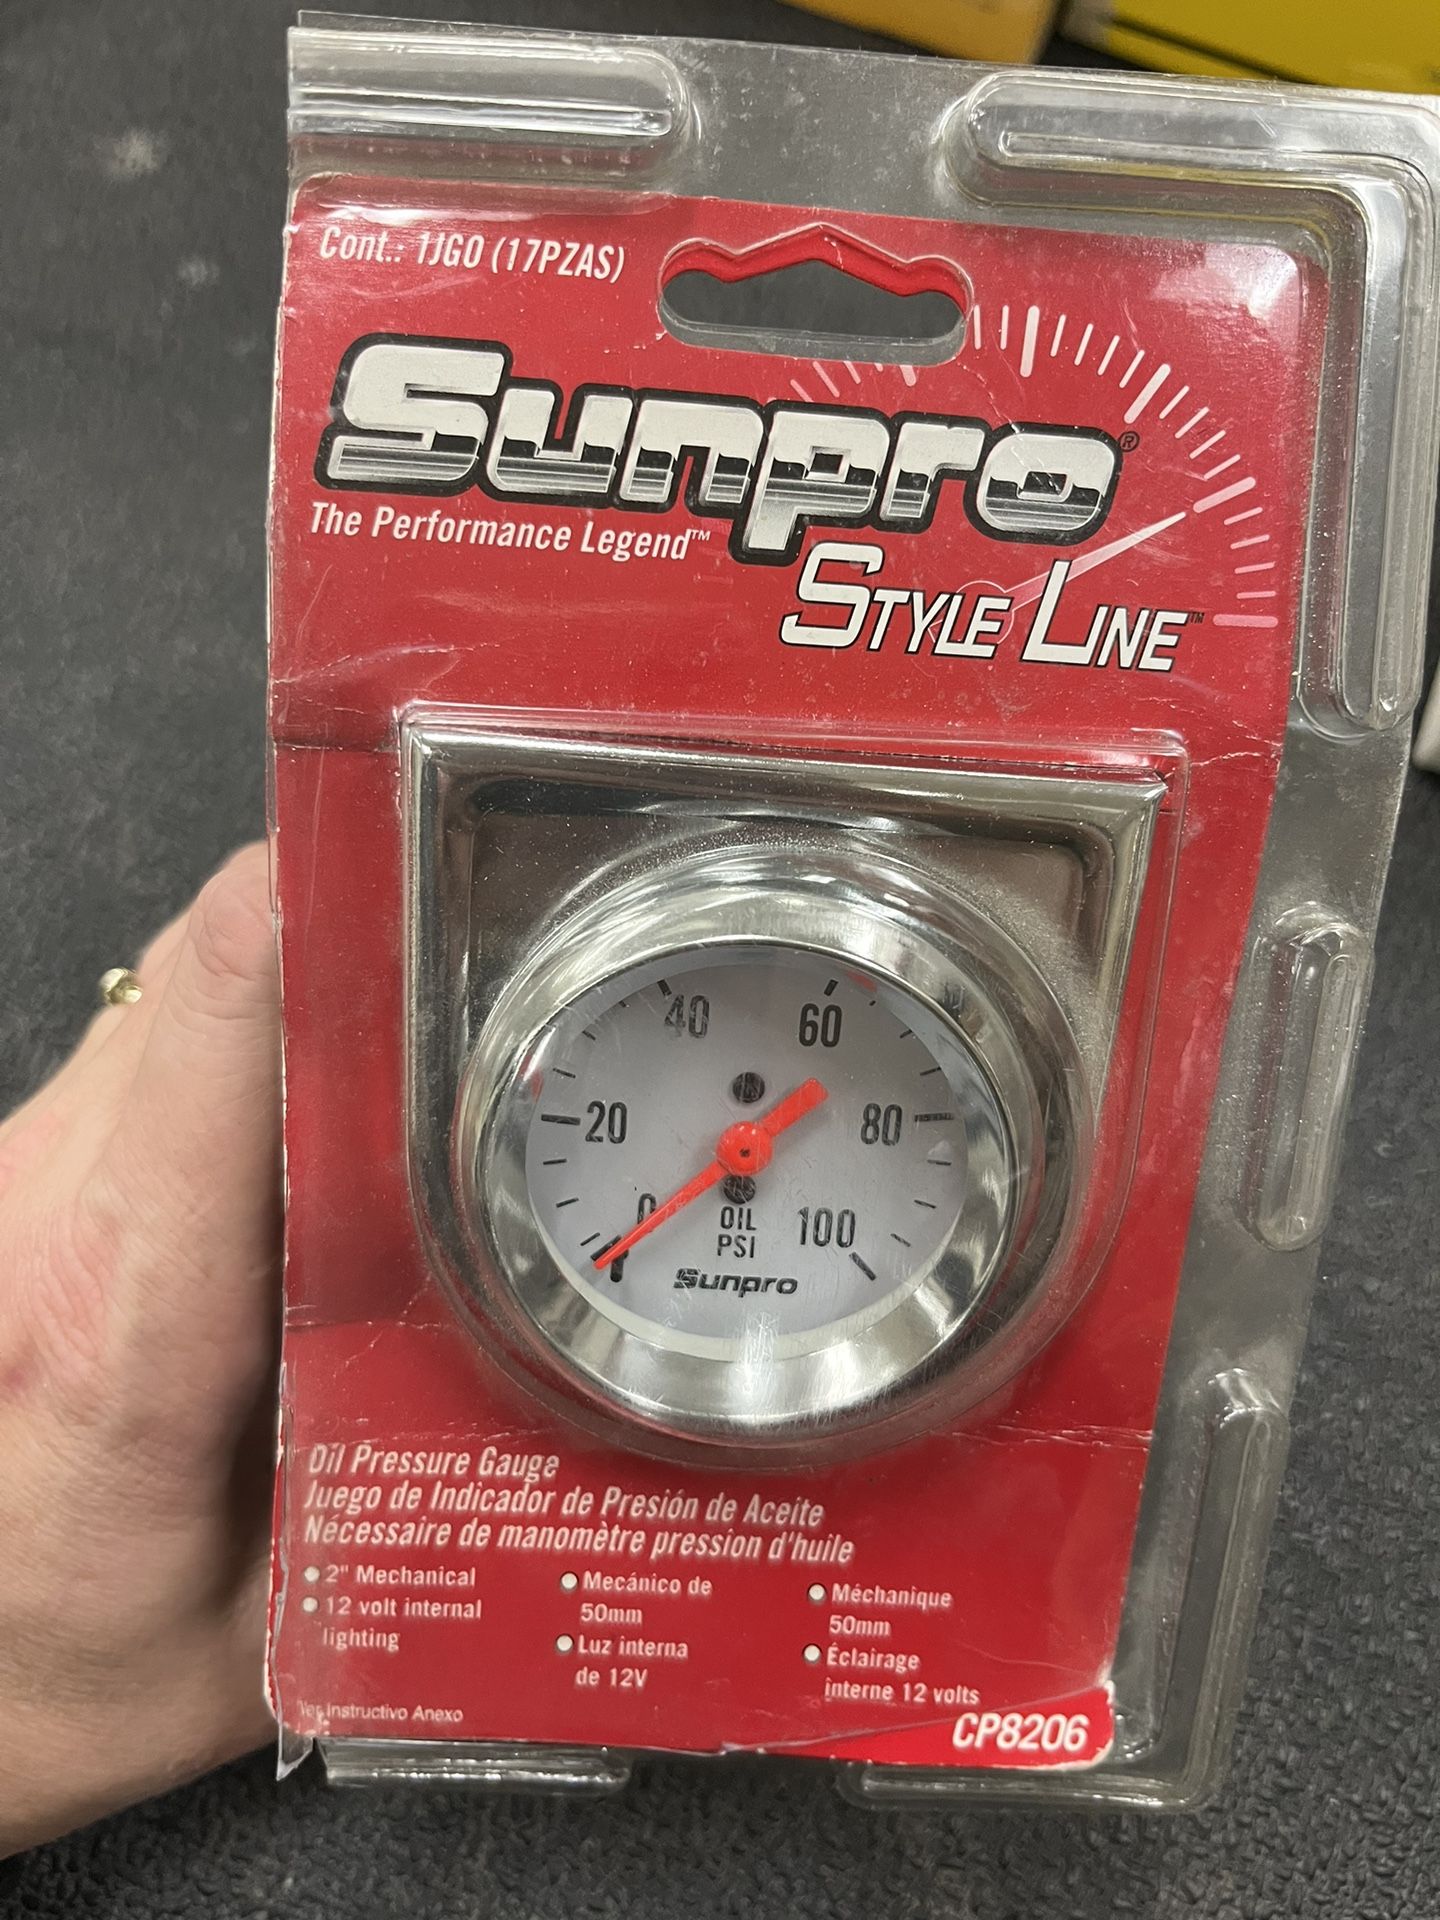 Cont.: 1JGO (17PZAS)
Sunpro®
The Performance Legend™
STYLE LINE™
40 60
20 80
0 100
OIL
PSI
Sunpro
Oil Pressure Gauge
Juego de Indicador de Presión de Aceite
Nécessaire de manomètre pression d'huile
2" Mechanical
12 volt internal
lighting
Mecánico de
50mm
Luz interna
de 12V
Méchanique
50mm
Éclairage
interne 12 volts
Ver Instructivo Anexo
CP8206